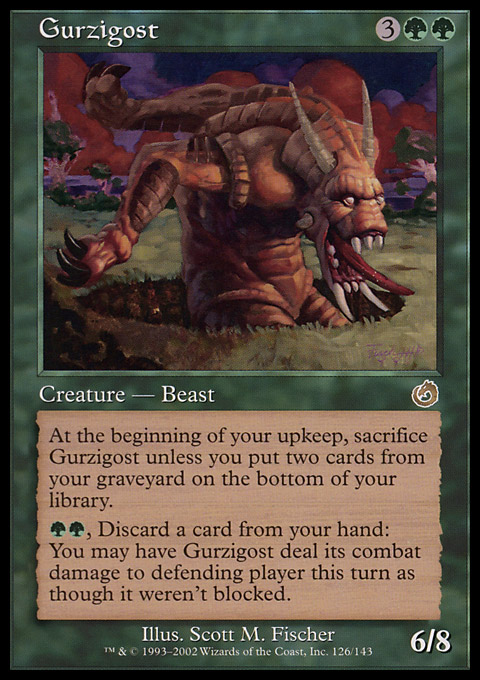 Gurzigost 3
Creature — Beast
At the beginning of your upkeep, sacrifice
Gurzigost unless you put two cards from
your graveyard on the bottom of your
library.
, Discard a card from your hand:
You may have Gurzigost deal its combat
damage to defending player this turn as
though it weren't blocked.
Illus. Scott M. Fischer
6/8
™ & © 1993–2002 Wizards of the Coast, Inc. 126/143